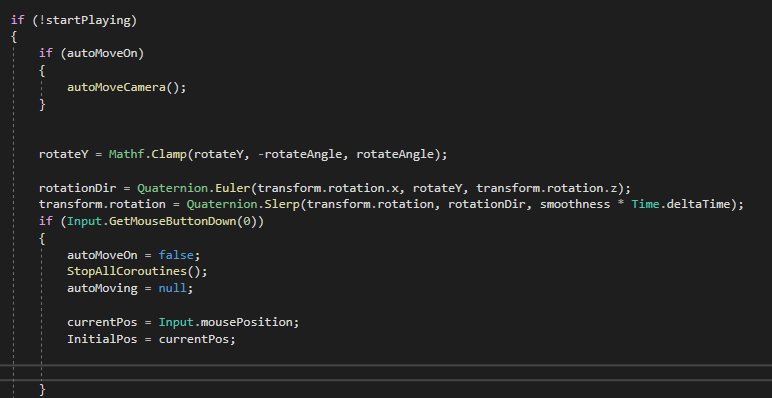 if (!startPlaying)
{
if (autoMoveOn)
{
autoMoveCamera();
}
rotateY = Mathf.Clamp(rotateY, -rotateAngle, rotateAngle);
rotationDir = Quaternion.Euler(transform.rotation.x, rotateY, transform.rotation.z);
transform.rotation = Quaternion.Slerp(transform.rotation, rotationDir, smoothness * Time.deltaTime);
if (Input.GetMouseButtonDown(0))
{
autoMoveOn = false;
StopAllCoroutines();
autoMoving = null;
currentPos = Input.mousePosition;
InitialPos = currentPos;
}